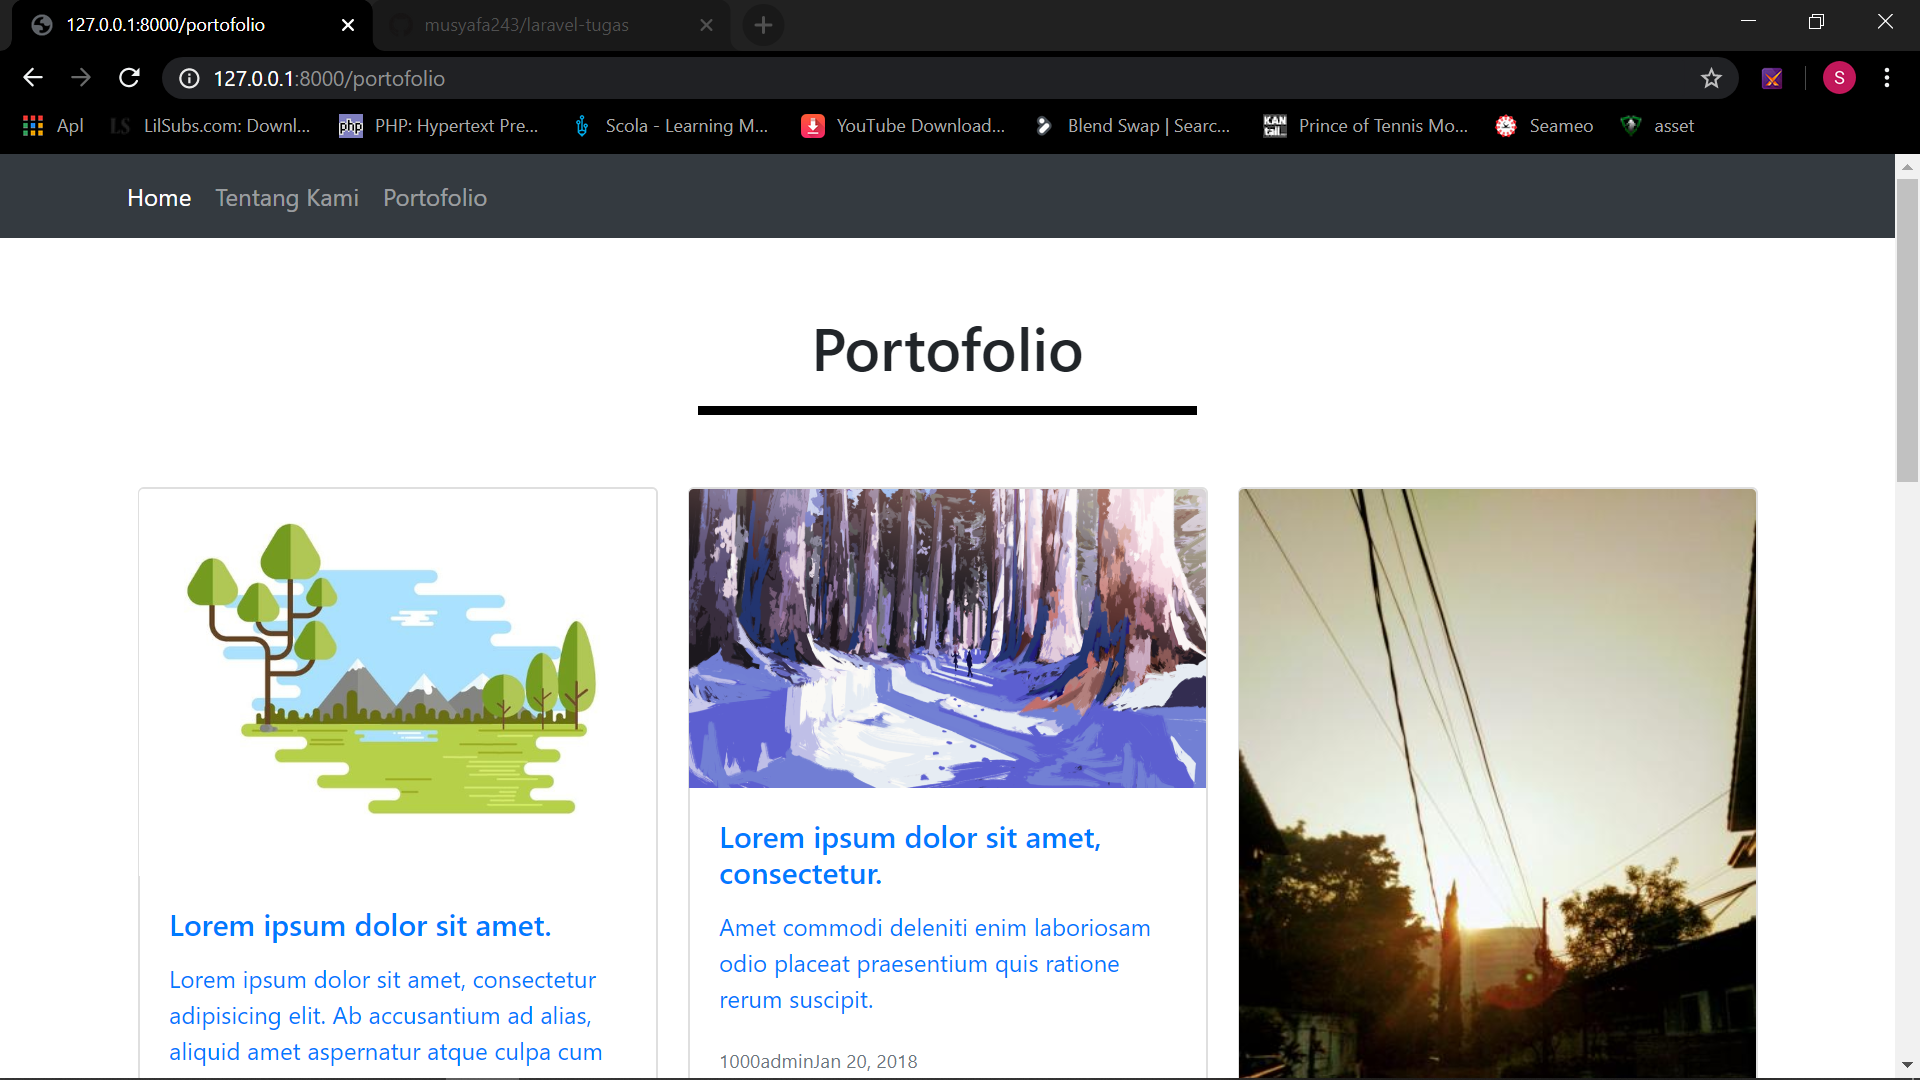 127.0.0.1:8000/portofolio
musyafa243/laravel-tugas
127.0.0.1:8000/portofolio
S
Apl
LS
LilSubs.com: Downl...
php
PHP: Hypertext Pre...
Scola - Learning M...
YouTube Download...
Blend Swap | Searc...
KAN
tail...
Prince of Tennis Mo...
Seameo
asset
Home
Tentang Kami
Portofolio
Portofolio
Lorem ipsum dolor sit amet.
Lorem ipsum dolor sit amet, consectetur
adipisicing elit. Ab accusantium ad alias,
aliquid amet aspernatur atque culpa cum
Lorem ipsum dolor sit amet,
consectetur.
Amet commodi deleniti enim laboriosam
odio placeat praesentium quis ratione
rerum suscipit.
1000adminJan 20, 2018